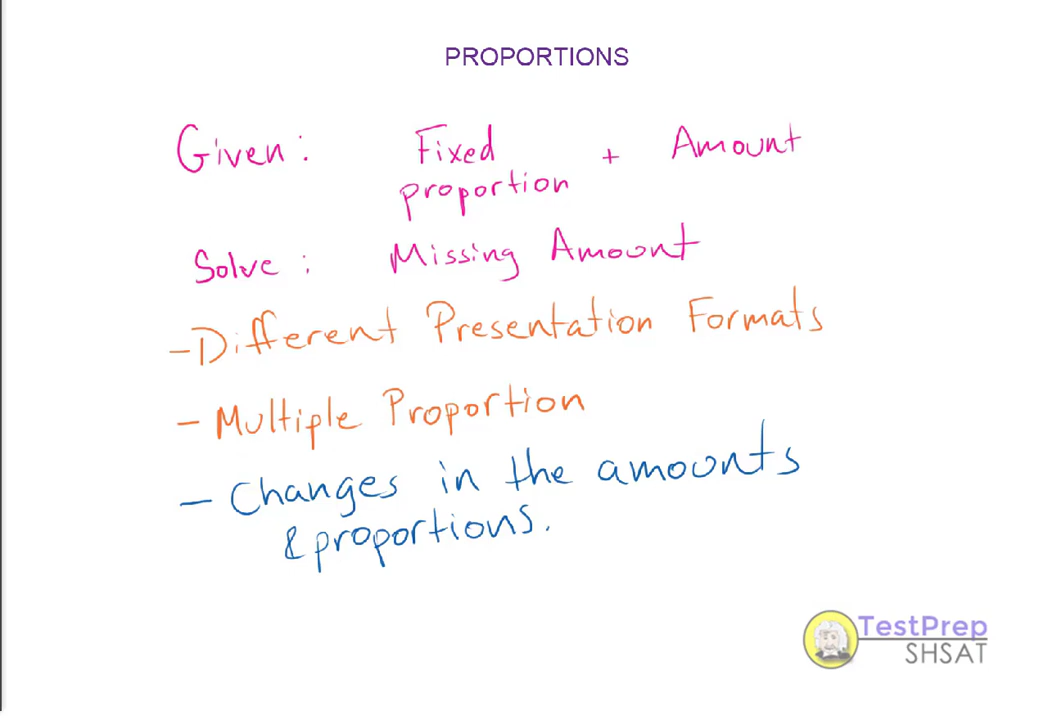 PROPORTIONS
Given: Fixed + Amount
proportion
Solve: Missing Amount
- Different Presentation Formats
- Multiple Proportion
- Changes in the amounts
& proportions.
TestPrep
SHSAT